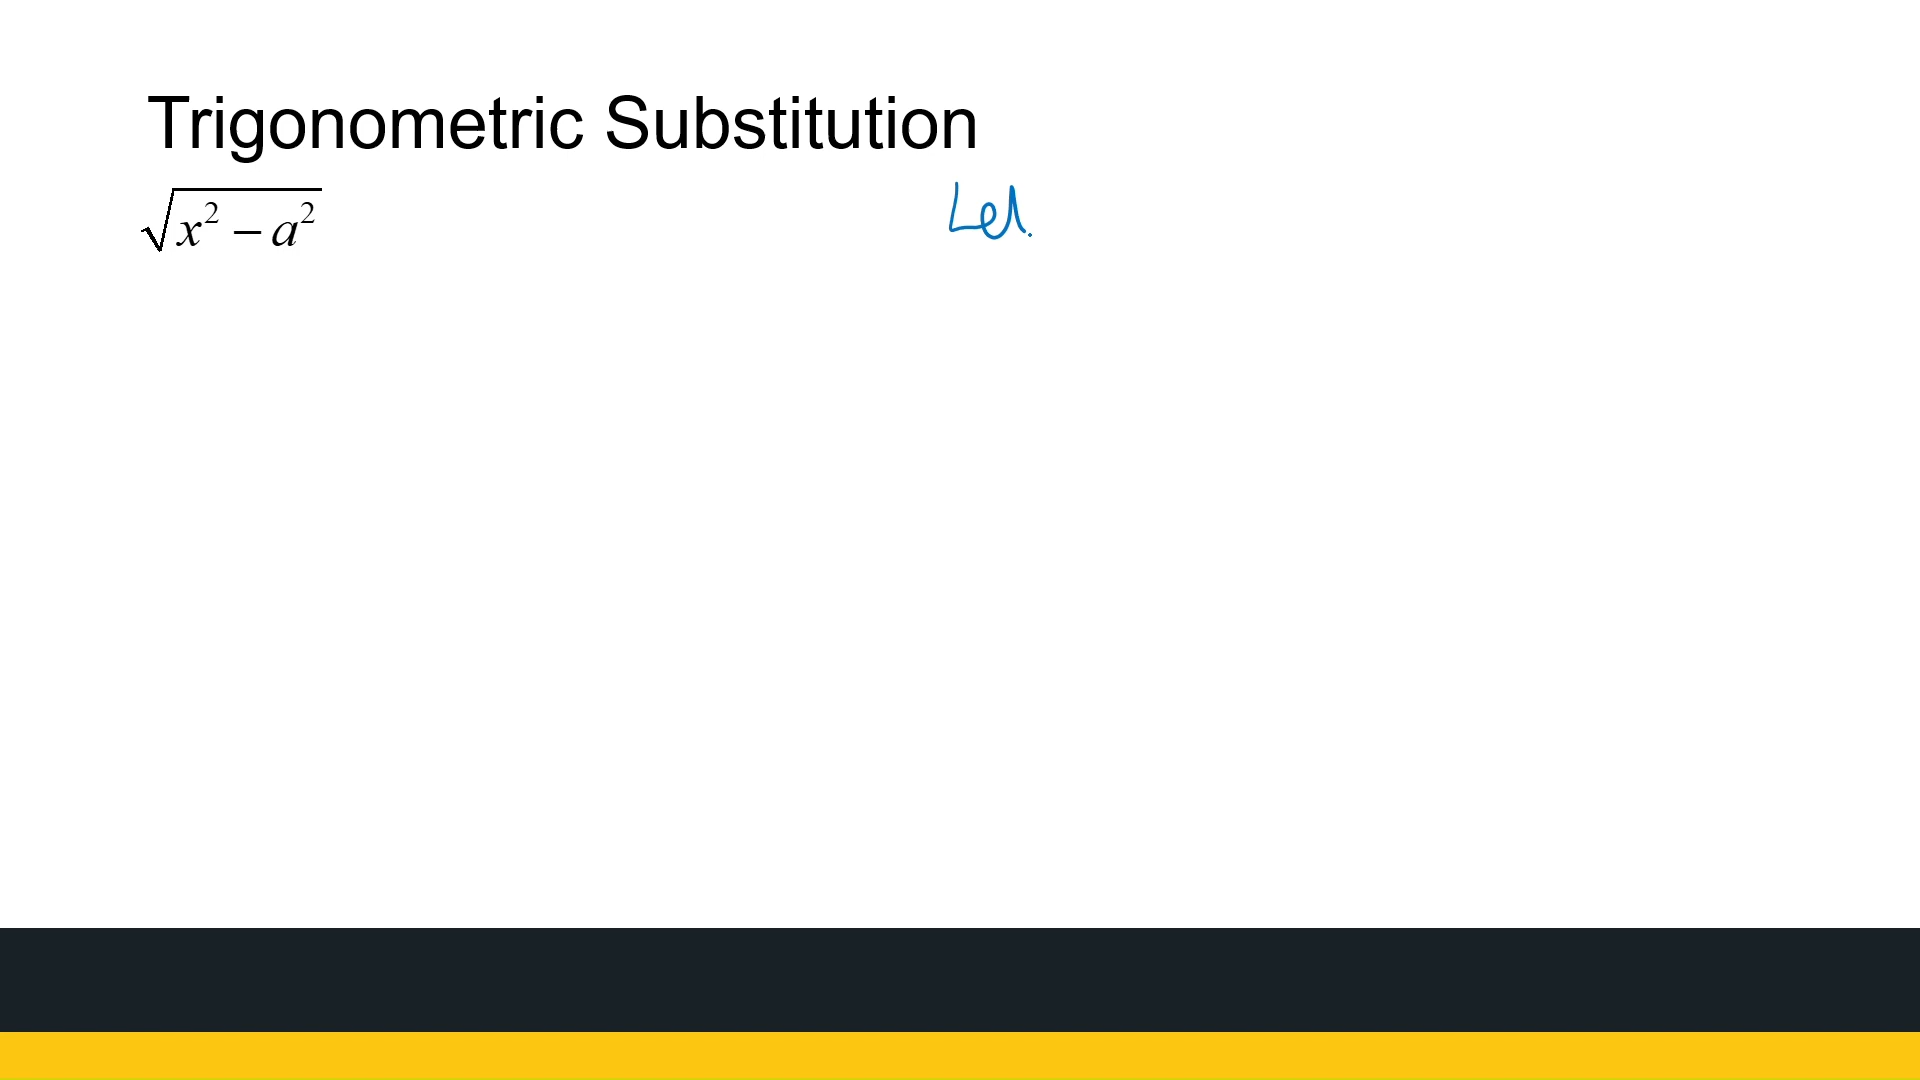 Trigonometric Substitution
√(x² − a²)
Let